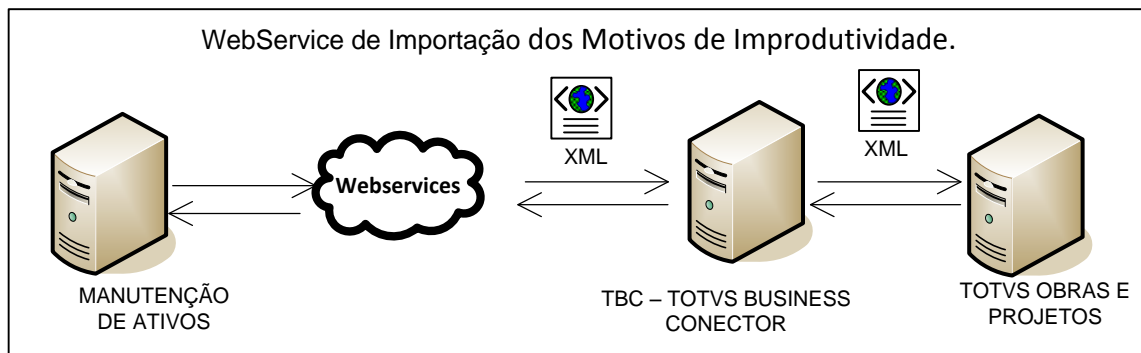 WebService de Importação dos Motivos de Improdutividade.
XML
XML
Webservices
MANUTENÇÃO
DE ATIVOS
TBC – TOTVS BUSINESS
CONECTOR
TOTVS OBRAS E
PROJETOS